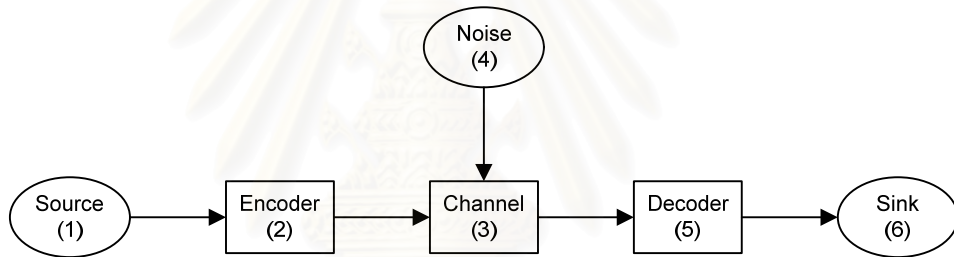 Noise
(4)
Source
(1)
Encoder
(2)
Channel
(3)
Decoder
(5)
Sink
(6)